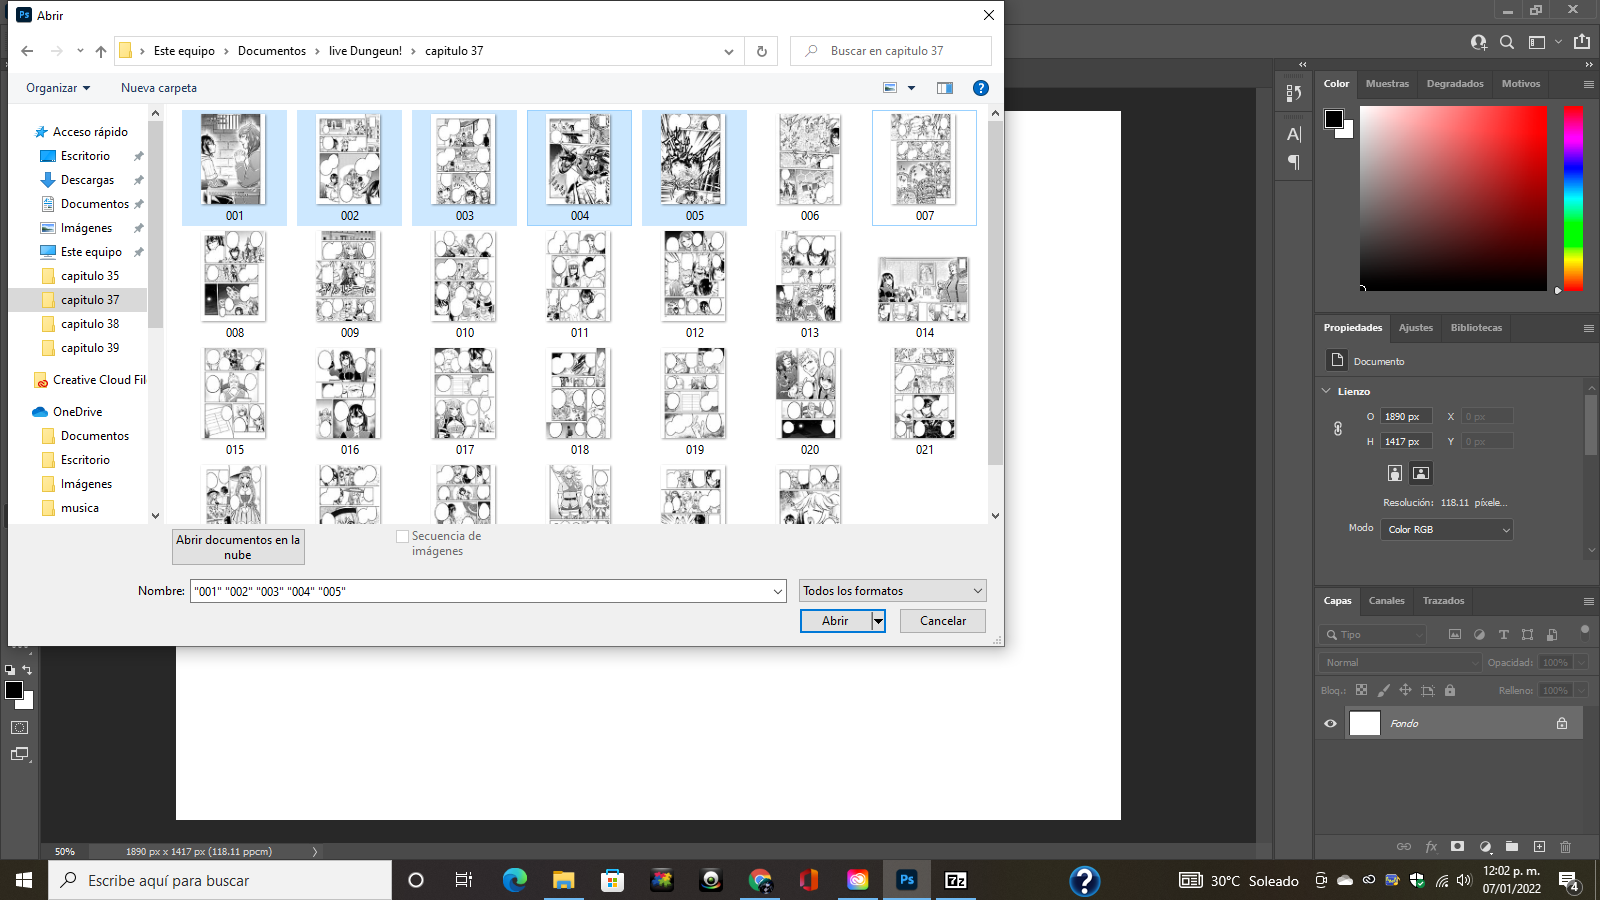 Ps Abrir
Este equipo > Documentos > live Dungeun! > capitulo 37
Buscar en capitulo 37
Organizar
Nueva carpeta
?
Acceso rápido
Escritorio
Descargas
Documentos
Imágenes
Este equipo
capitulo 35
capitulo 37
capitulo 38
capitulo 39
Creative Cloud Fil
OneDrive
Documentos
Escritorio
Imágenes
musica
001 002 003 004 005 006 007
008 009 010 011 012 013 014
015 016 017 018 019 020 021
Abrir documentos en la
nube
Secuencia de
imágenes
Nombre: "001" "002" "003" "004" "005"
Todos los formatos
Abrir
Cancelar
Color Muestras Degradados Motivos
A|
¶
Propiedades Ajustes Bibliotecas
Documento
Lienzo
O 1890 px X 0 px
H 1417 px Y 0 px
Resolución: 118.11 píxele...
Modo Color RGB
Capas Canales Trazados
Tipo
T
Normal Opacidad: 100%
Bloq.: Relleno: 100%
Fondo
fx
50% 1890 px x 1417 px (118.11 ppcm)
Escribe aquí para buscar
Ps
7z
?
30°C Soleado
12:02 p. m.
07/01/2022
4